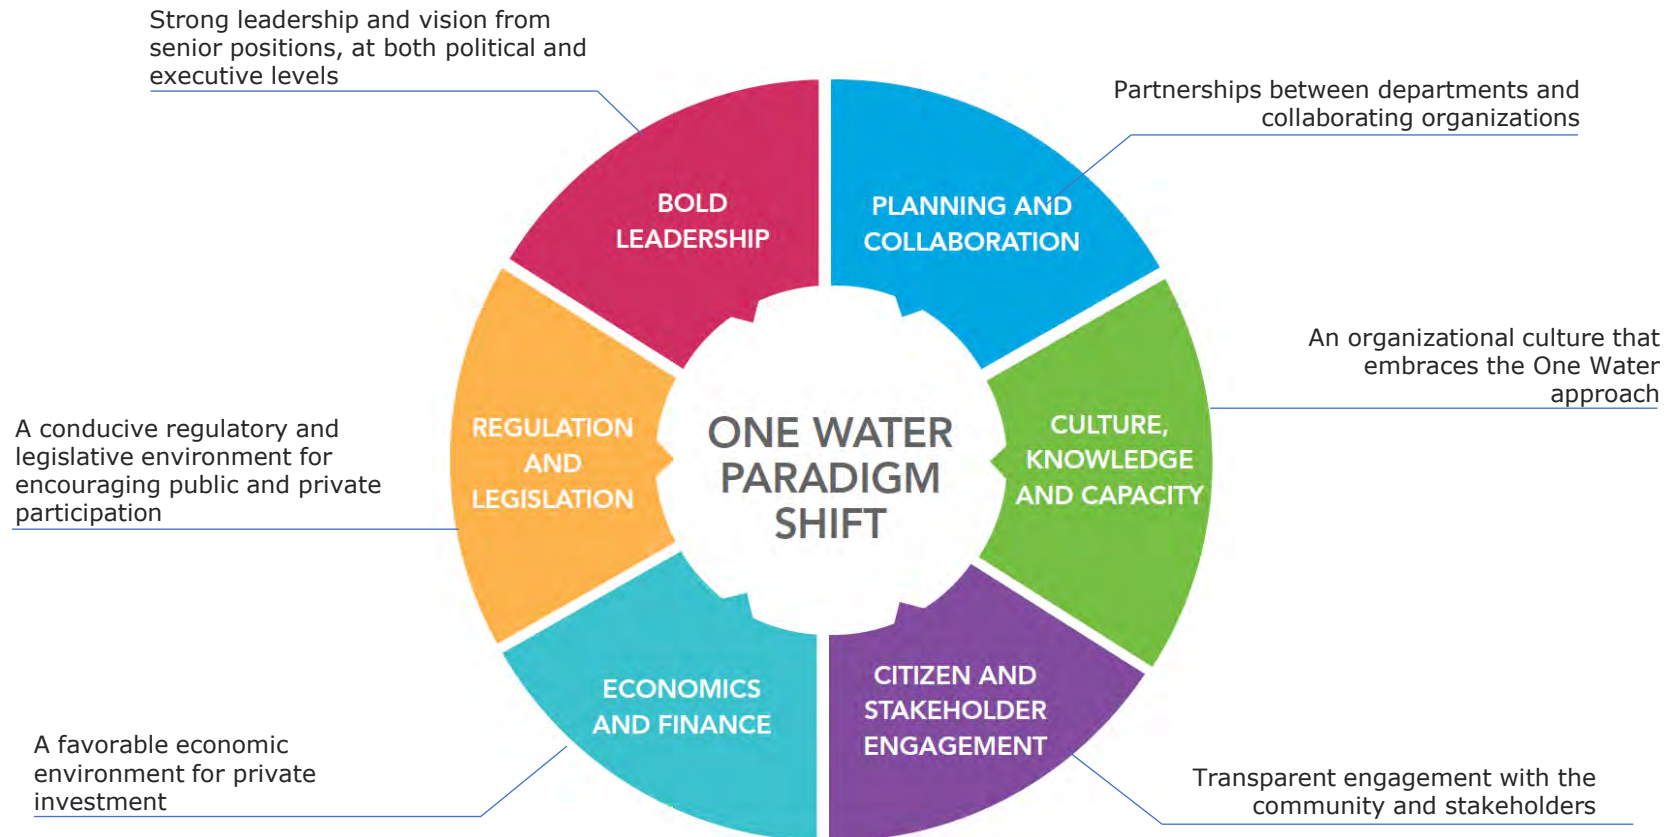 Strong leadership and vision from
senior positions, at both political and
executive levels
Partnerships between departments and
collaborating organizations
BOLD
LEADERSHIP
PLANNING AND
COLLABORATION
An organizational culture that
embraces the One Water
approach
A conducive regulatory and
legislative environment for
encouraging public and private
participation
REGULATION
AND
LEGISLATION
ONE WATER
PARADIGM
SHIFT
CULTURE,
KNOWLEDGE
AND CAPACITY
ECONOMICS
AND FINANCE
CITIZEN AND
STAKEHOLDER
ENGAGEMENT
A favorable economic
environment for private
investment
Transparent engagement with the
community and stakeholders